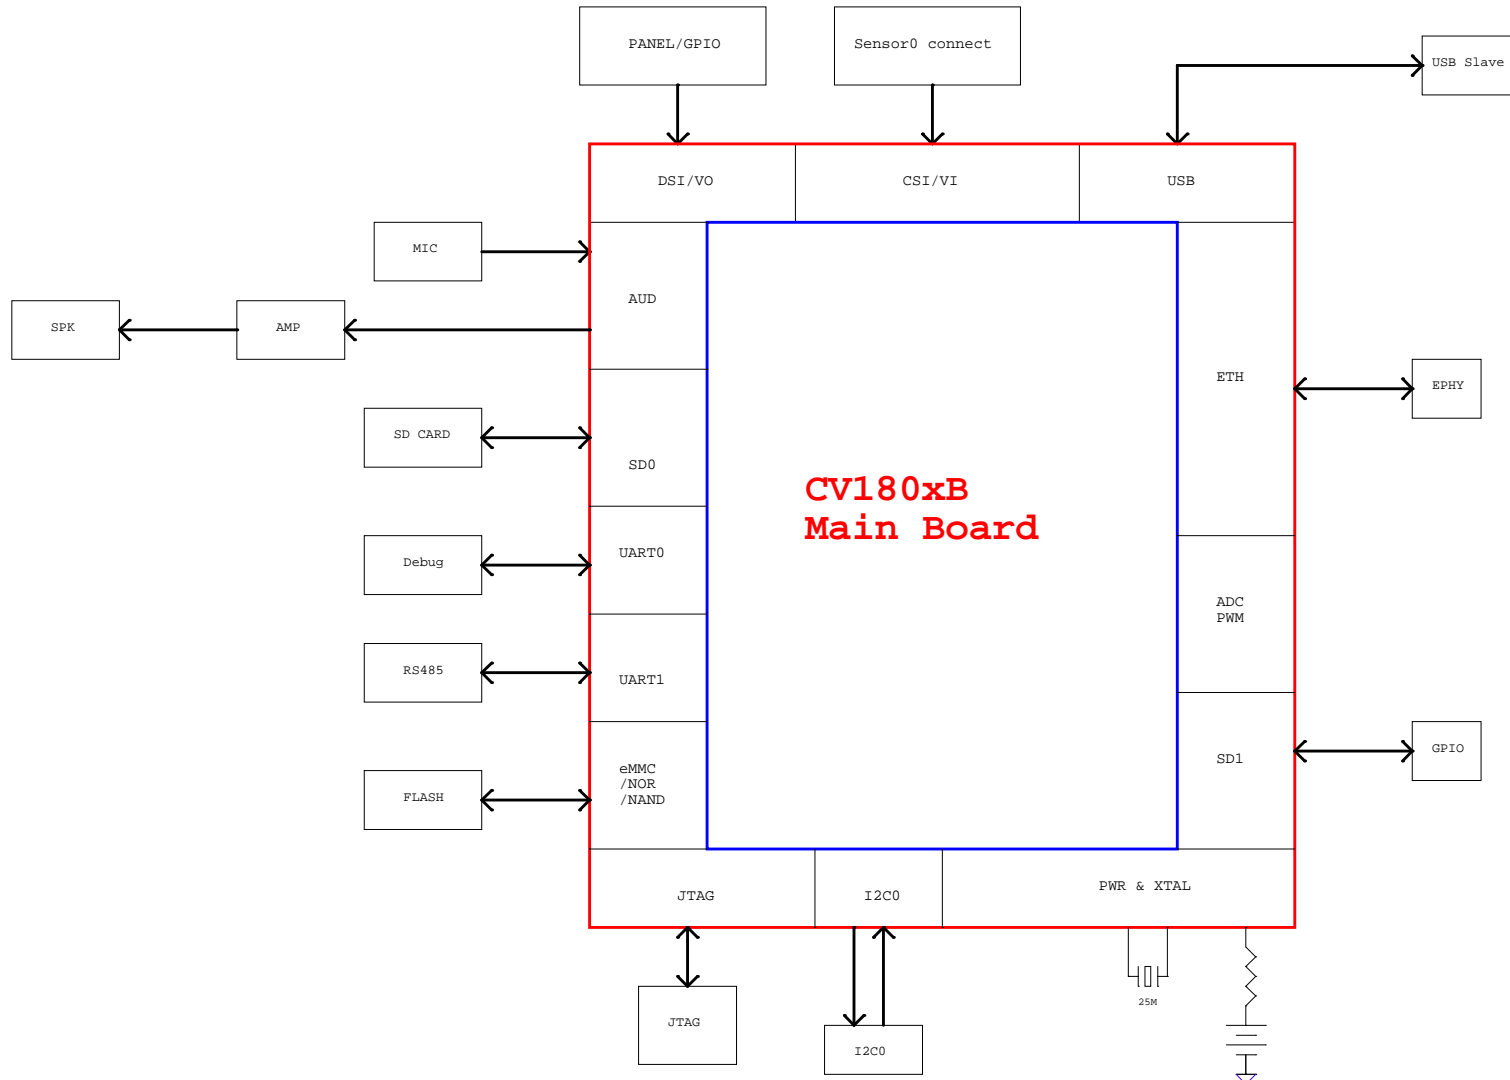 PANEL/GPIO
Sensor0 connect
USB Slave
DSI/VO
CSI/VI
USB
MIC
AUD
SPK
AMP
ETH
EPHY
SD CARD
SD0
CV180xB
Main Board
Debug
UART0
ADC
PWM
RS485
UART1
eMMC
/NOR
/NAND
FLASH
SD1
GPIO
JTAG
I2C0
PWR & XTAL
25M
JTAG
I2C0